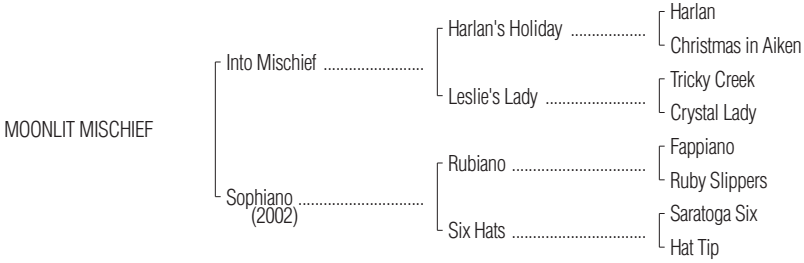 Harlan
Harlan's Holiday ..................
Christmas in Aiken
Into Mischief ........................
Tricky Creek
Leslie's Lady ........................
Crystal Lady
MOONLIT MISCHIEF
Fappiano
Rubiano ................................
Ruby Slippers
Sophiano ..............................
(2002)
Saratoga Six
Six Hats ................................
Hat Tip